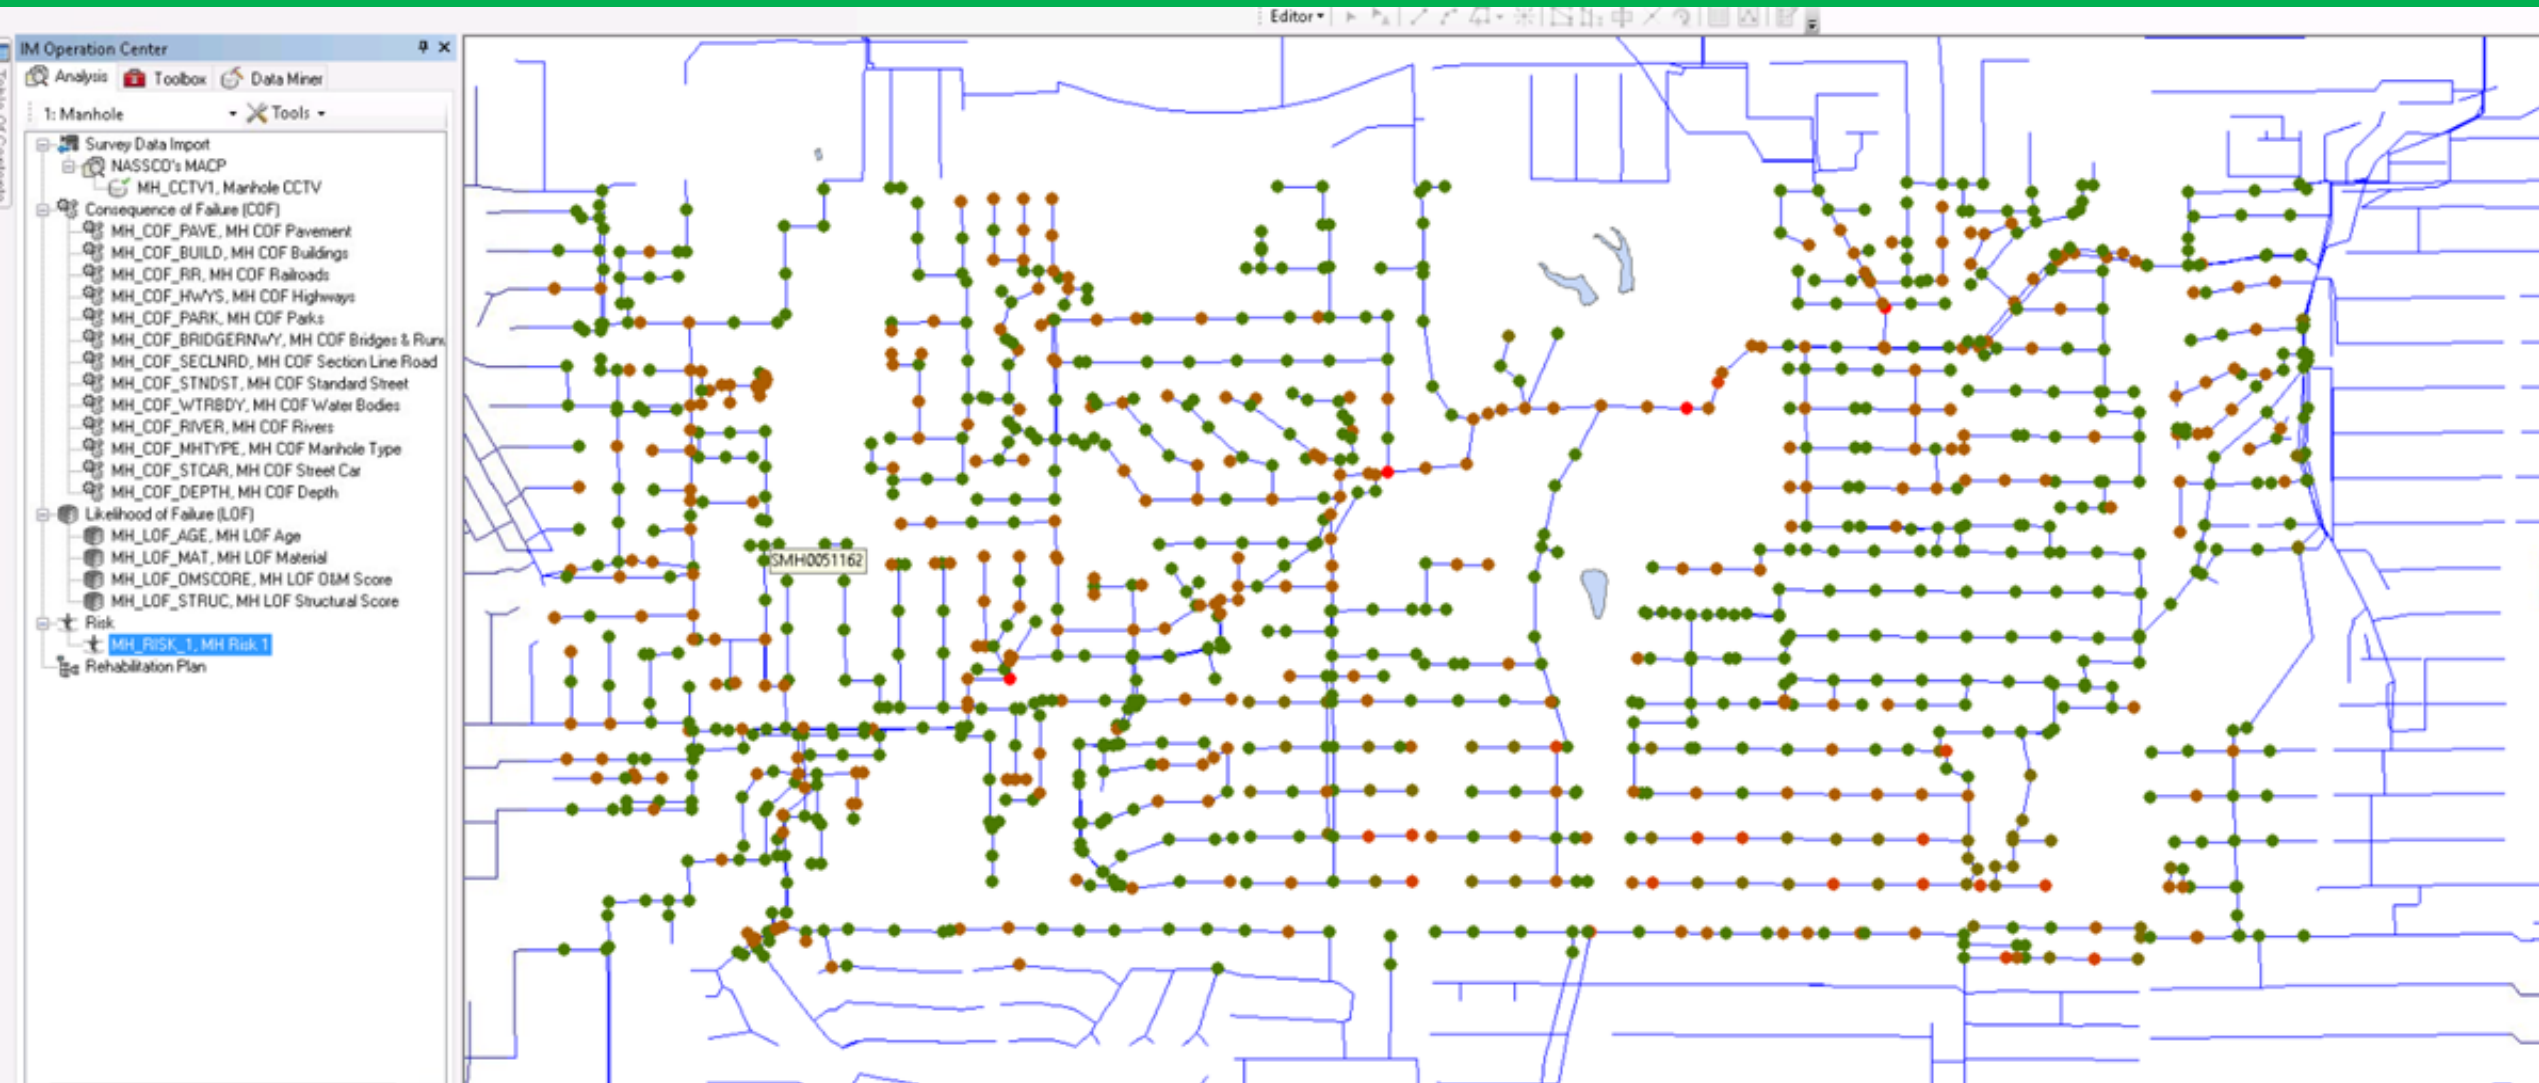 Editor
IM Operation Center
Analysis Toolbox Data Miner
1: Manhole Tools
Survey Data Import
NASSCO's MACP
MH_CCTV1, Manhole CCTV
Consequence of Failure (COF)
MH_COF_PAVE, MH COF Pavement
MH_COF_BUILD, MH COF Buildings
MH_COF_RR, MH COF Railroads
MH_COF_HWYS, MH COF Highways
MH_COF_PARK, MH COF Parks
MH_COF_BRIDGERNWY, MH COF Bridges &
MH_COF_SECLNRD, MH COF Section Line Road
MH_COF_STNDST, MH COF Standard Street
MH_COF_WTRBDY, MH COF Water Bodies
MH_COF_RIVER, MH COF Rivers
MH_COF_MHTYPE, MH COF Manhole Type
MH_COF_STCAR, MH COF Street Car
MH_COF_DEPTH, MH COF Depth
Likelihood of Failure (LOF)
MH_LOF_AGE, MH LOF Age
MH_LOF_MAT, MH LOF Material
MH_LOF_OMSCORE, MH LOF O&M Score
MH_LOF_STRUC, MH LOF Structural Score
Risk
MH_RISK_1, MH Risk 1
Rehabilitation Plan
SMH0051162